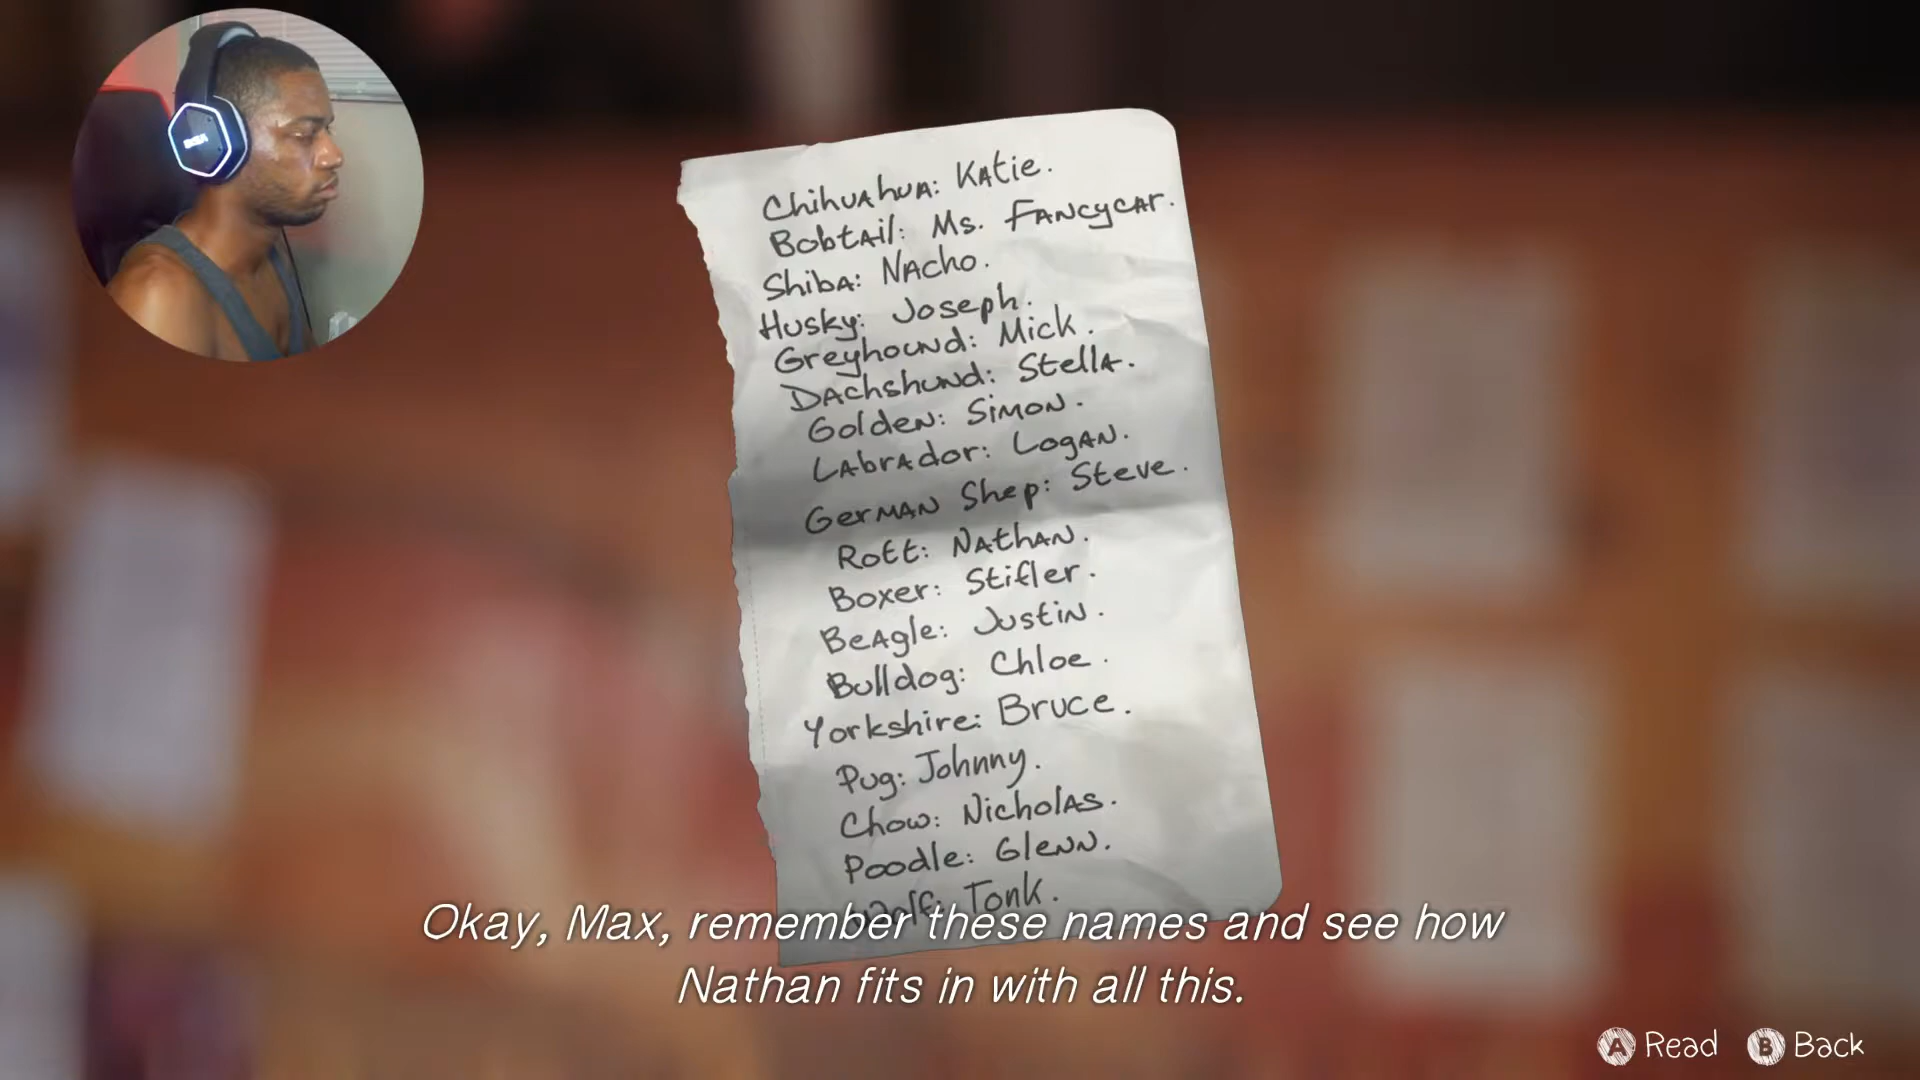 Chihuahua: Katie.
Bobtail: Ms. Fancycar.
Shiba: Nacho.
Husky: Joseph.
Greyhound: Mick.
Dachshund: Stella.
Golden: Simon.
Labrador: Logan.
German Shep: Steve.
Rott: Nathan.
Boxer: Stifler.
Beagle: Justin.
Bulldog: Chloe.
Yorkshire: Bruce.
Pug: Johnny.
Chow: Nicholas.
Poodle: Glenn.
Wolf: Tonk.
Okay, Max, remember these names and see how
Nathan fits in with all this.
A Read B Back